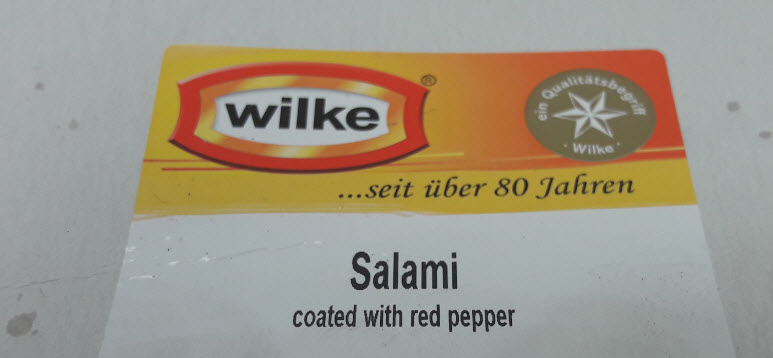 wilke®
ein Qualitätsbegriff
· Wilke ·
...seit über 80 Jahren
Salami
coated with red pepper